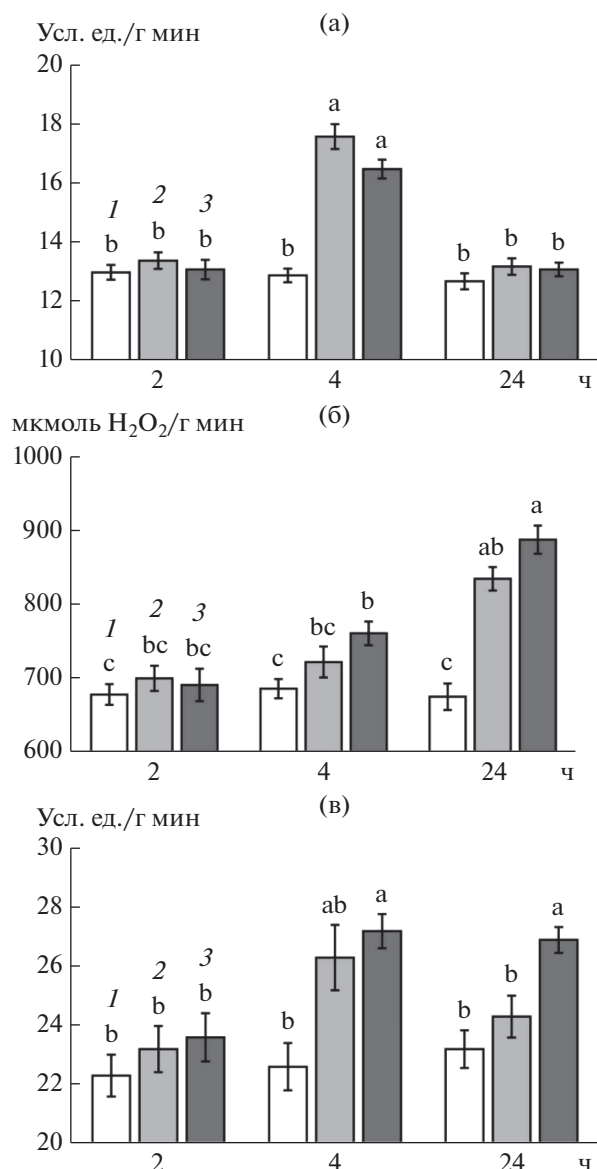 (а)
Усл. ед./г мин
20
18
16
14
12
10
a
a
1
2
3
b
b
b
b
b
b
b
2
4
24
ч
(б)
мкмоль H₂O₂/г мин
1000
900
800
700
600
a
ab
b
1
2
3
c
bc
bc
c
bc
c
2
4
24
ч
(в)
Усл. ед./г мин
30
28
26
24
22
20
ab
a
a
1
2
3
b
b
b
b
b
b
2
4
24
ч